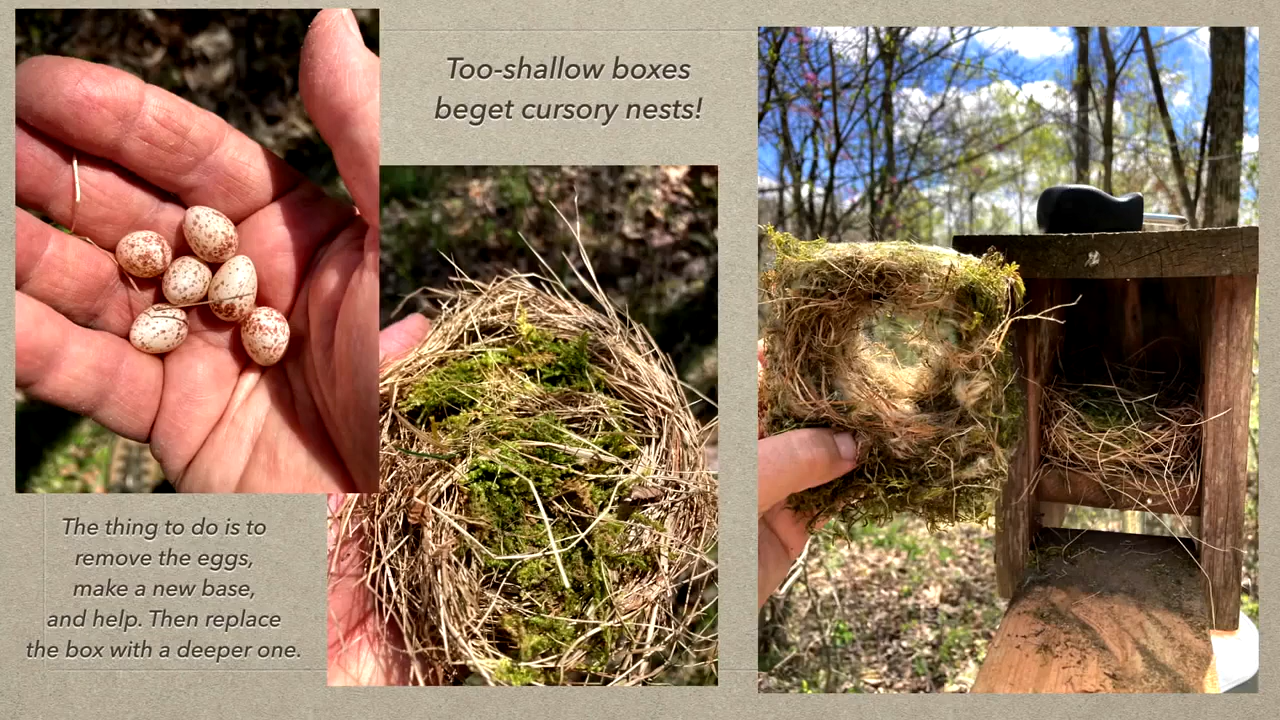 Too-shallow boxes
beget cursory nests!
The thing to do is to
remove the eggs,
make a new base,
and help. Then replace
the box with a deeper one.